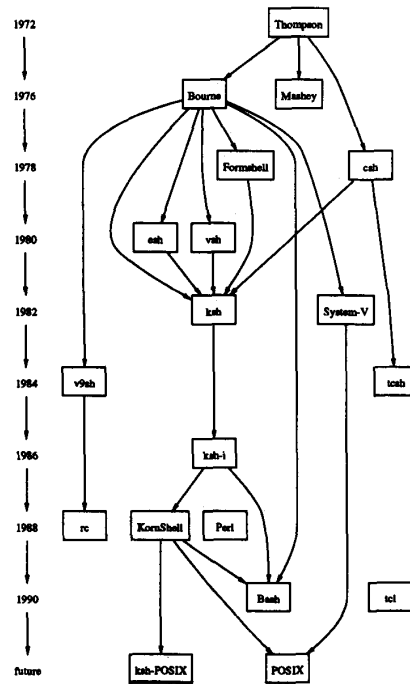 1972 Thompson
1976 Bourne Mashey
1978 Formshell csh
1980 esh vsh
1982 ksh System-V
1984 v9sh tcsh
1986 ksh-i
1988 rc KornShell Perl
1990 Bash tcl
future ksh-POSIX POSIX